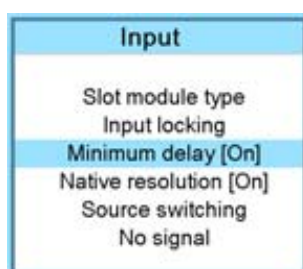 Input
Slot module type
Input locking
Minimum delay [On]
Native resolution [On]
Source switching
No signal